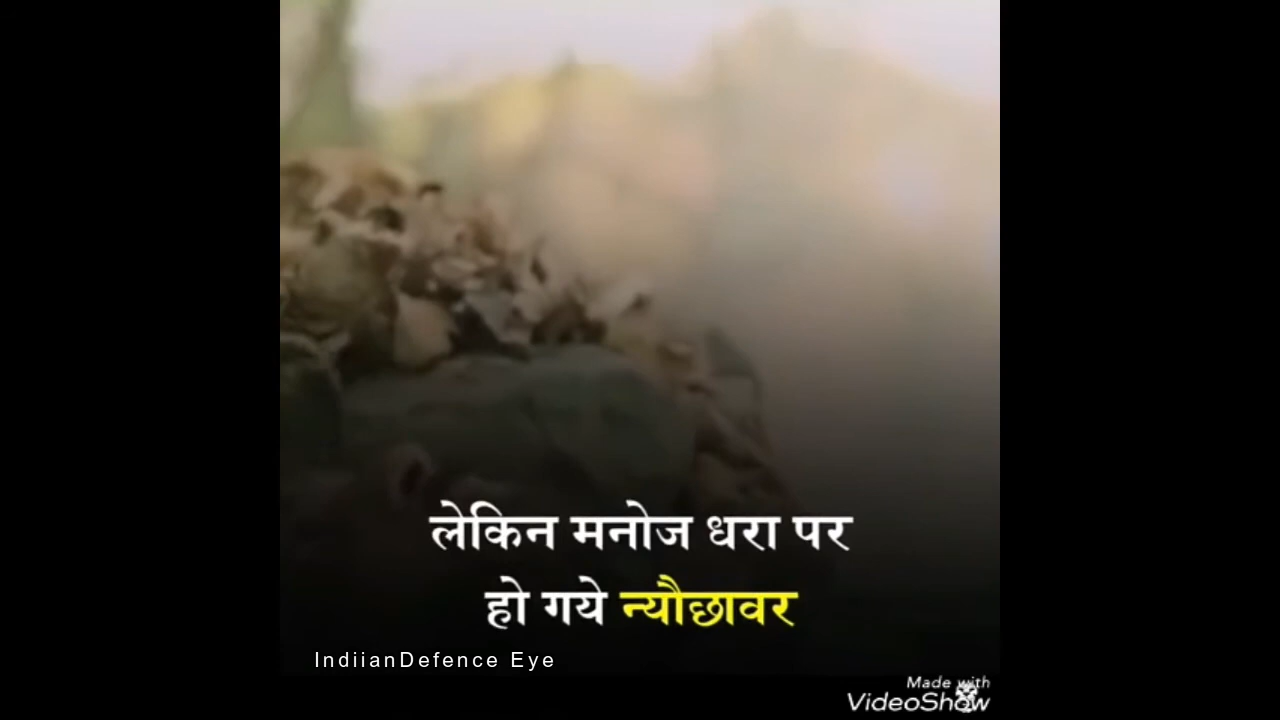 लेकिन मनोज धरा पर
हो गये न्यौछावर
IndiianDefence Eye
Made with
VideoShow